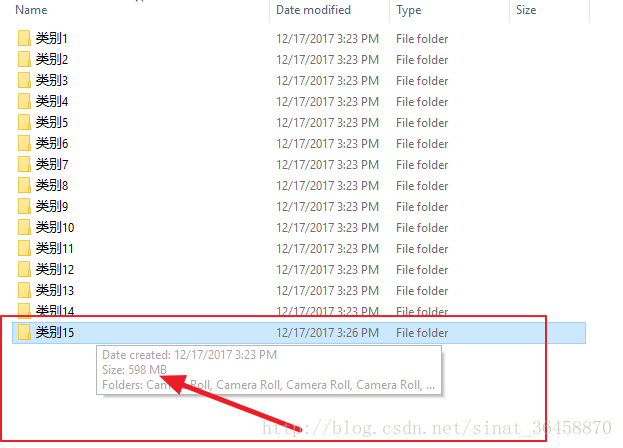 Name Date modified Type Size
类别1 12/17/2017 3:23 PM File folder
类别2 12/17/2017 3:23 PM File folder
类别3 12/17/2017 3:23 PM File folder
类别4 12/17/2017 3:23 PM File folder
类别5 12/17/2017 3:23 PM File folder
类别6 12/17/2017 3:23 PM File folder
类别7 12/17/2017 3:23 PM File folder
类别8 12/17/2017 3:23 PM File folder
类别9 12/17/2017 3:23 PM File folder
类别10 12/17/2017 3:23 PM File folder
类别11 12/17/2017 3:23 PM File folder
类别12 12/17/2017 3:23 PM File folder
类别13 12/17/2017 3:23 PM File folder
类别14 12/17/2017 3:23 PM File folder
类别15 12/17/2017 3:26 PM File folder
Date created: 12/17/2017 3:23 PM
Size: 598 MB
Folders: Camera Roll, Camera Roll, Camera Roll, Camera Roll, ...
http://blog.csdn.net/sinat_36458870